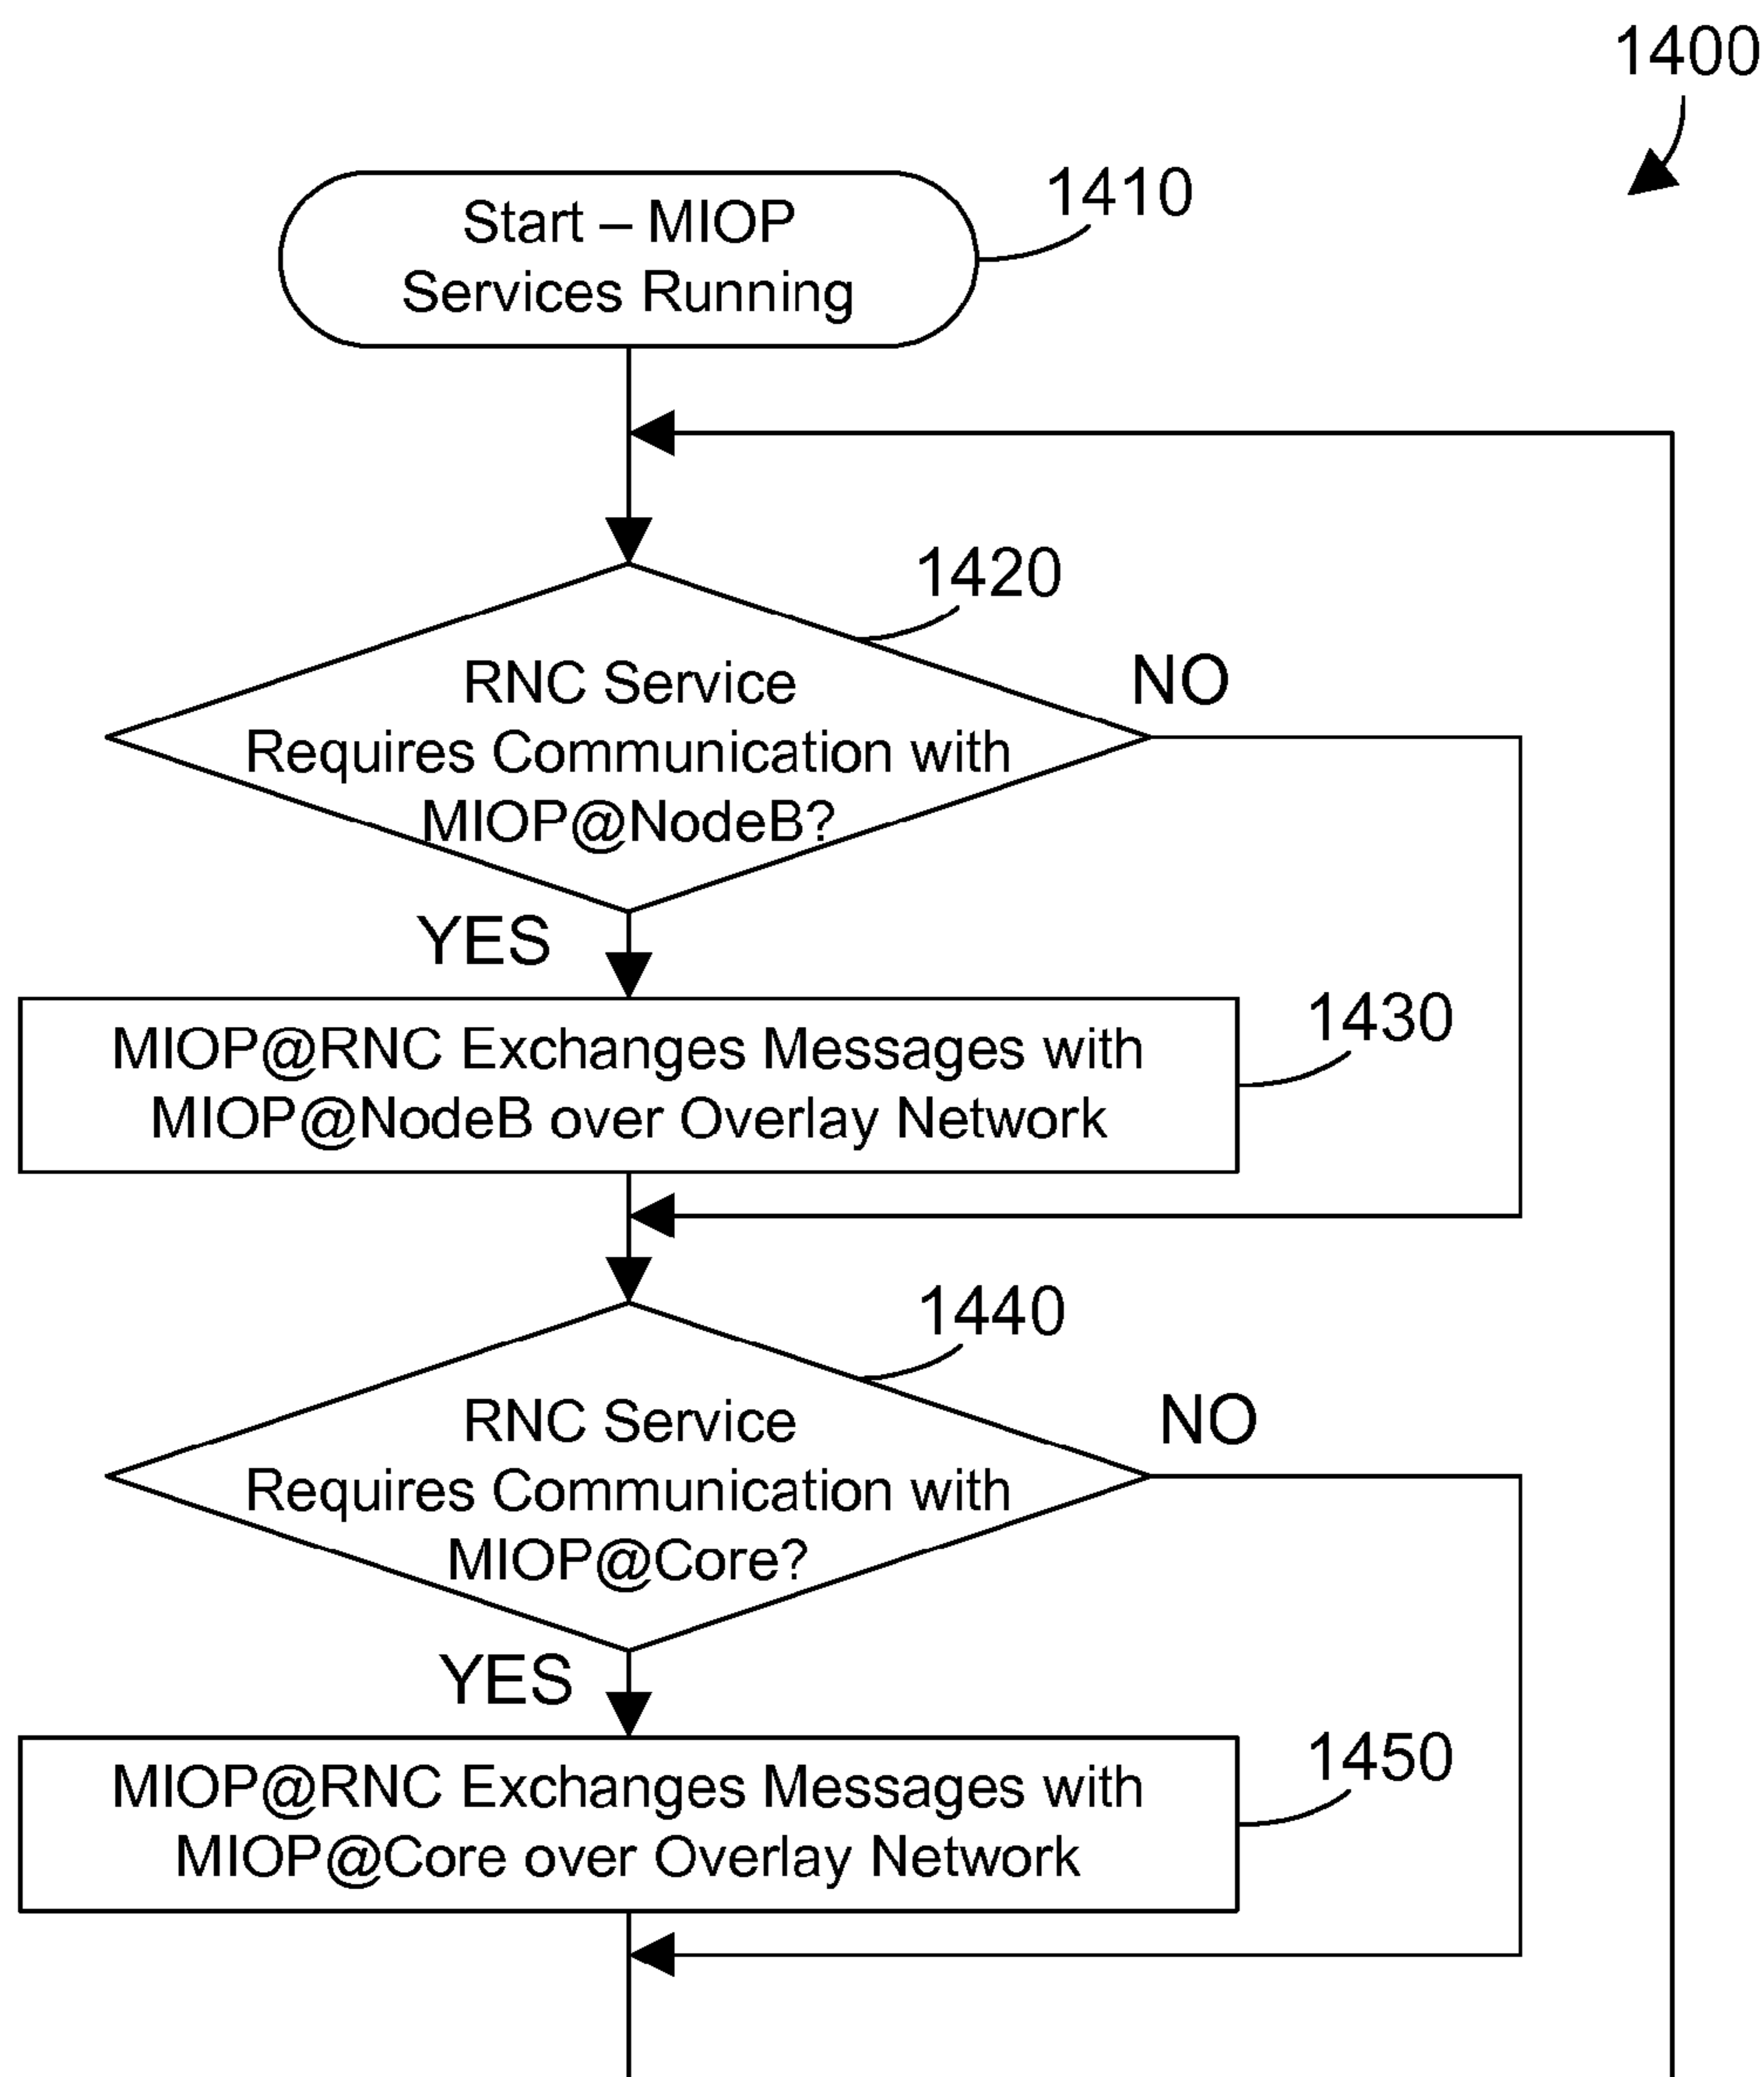 1400
Start – MIOP
Services Running
1410
1420
RNC Service
Requires Communication with
MIOP@NodeB?
NO
YES
MIOP@RNC Exchanges Messages with
MIOP@NodeB over Overlay Network
1430
1440
RNC Service
Requires Communication with
MIOP@Core?
NO
YES
MIOP@RNC Exchanges Messages with
MIOP@Core over Overlay Network
1450